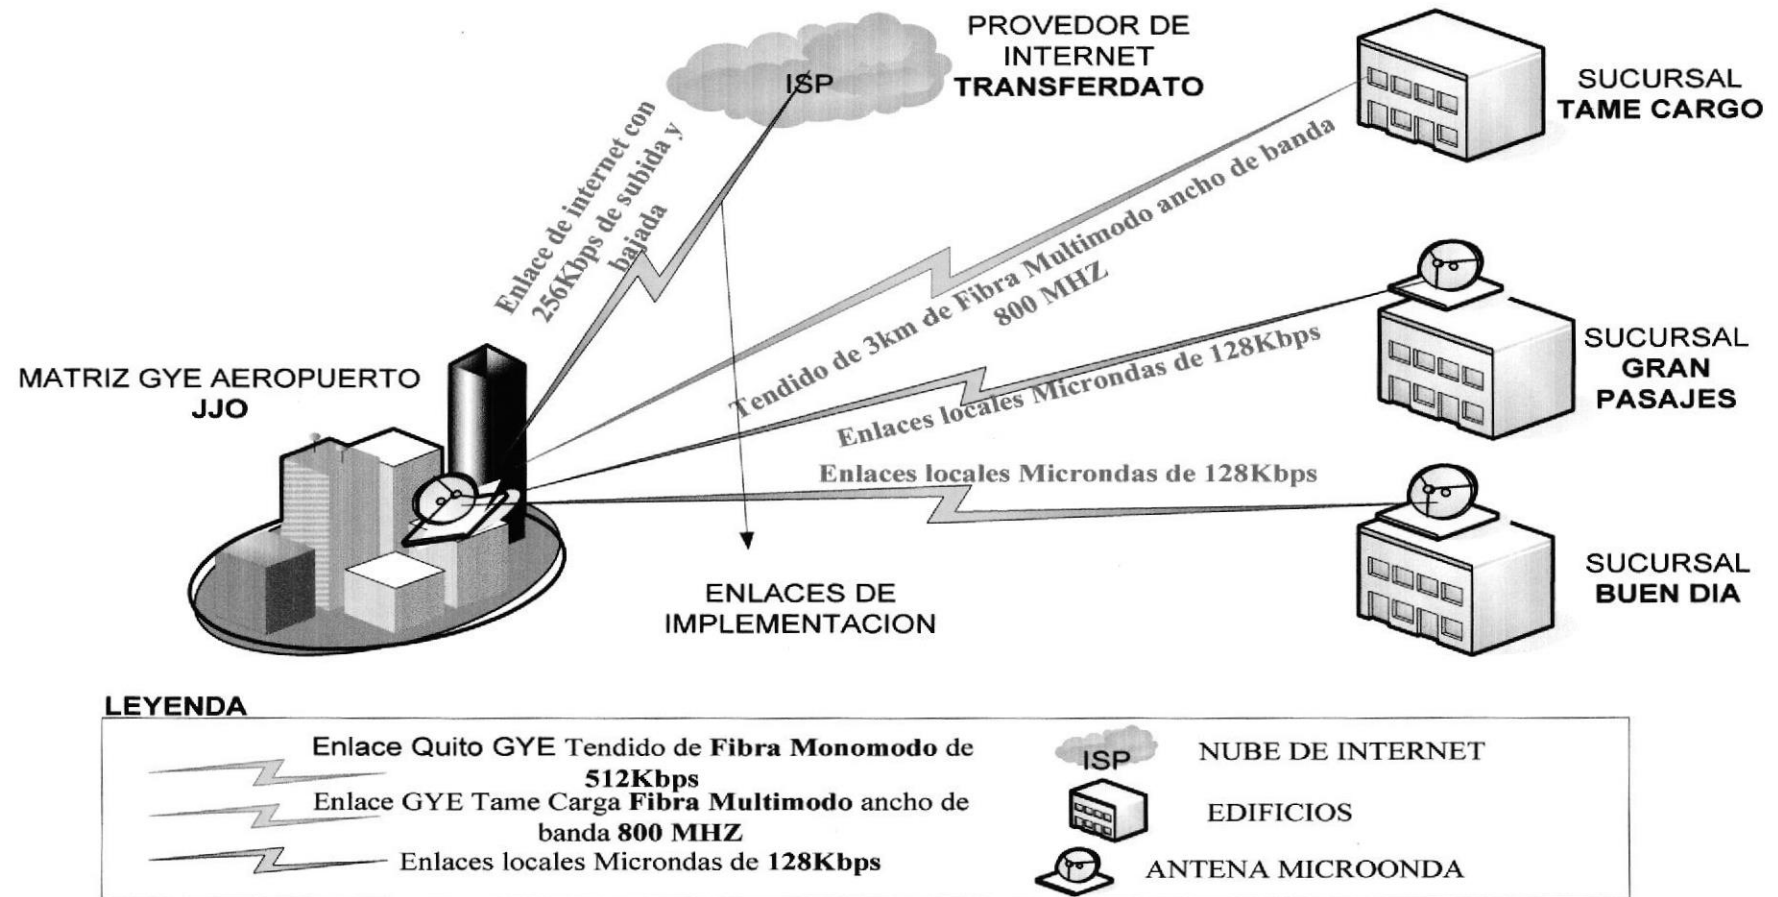 PROVEDOR DE
INTERNET
TRANSFERDATO
ISP
SUCURSAL
TAME CARGO
Enlace de internet con
256Kbps de subida y
bajada
Tendido de 3km de Fibra Multimodo ancho de banda
800 MHZ
SUCURSAL
GRAN
PASAJES
MATRIZ GYE AEROPUERTO
JJO
Enlaces locales Microndas de 128Kbps
Enlaces locales Microndas de 128Kbps
SUCURSAL
BUEN DIA
ENLACES DE
IMPLEMENTACION
LEYENDA
Enlace Quito GYE Tendido de Fibra Monomodo de
512Kbps
Enlace GYE Tame Carga Fibra Multimodo ancho de
banda 800 MHZ
Enlaces locales Microndas de 128Kbps
ISP
NUBE DE INTERNET
EDIFICIOS
ANTENA MICROONDA